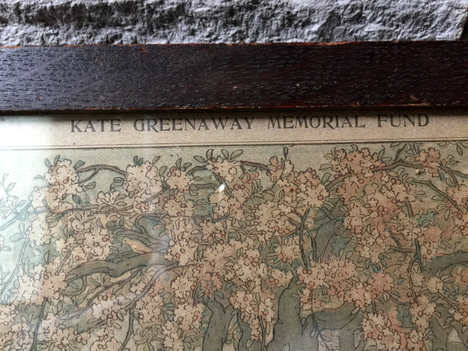 KATE GREENAWAY MEMORIAL FUND